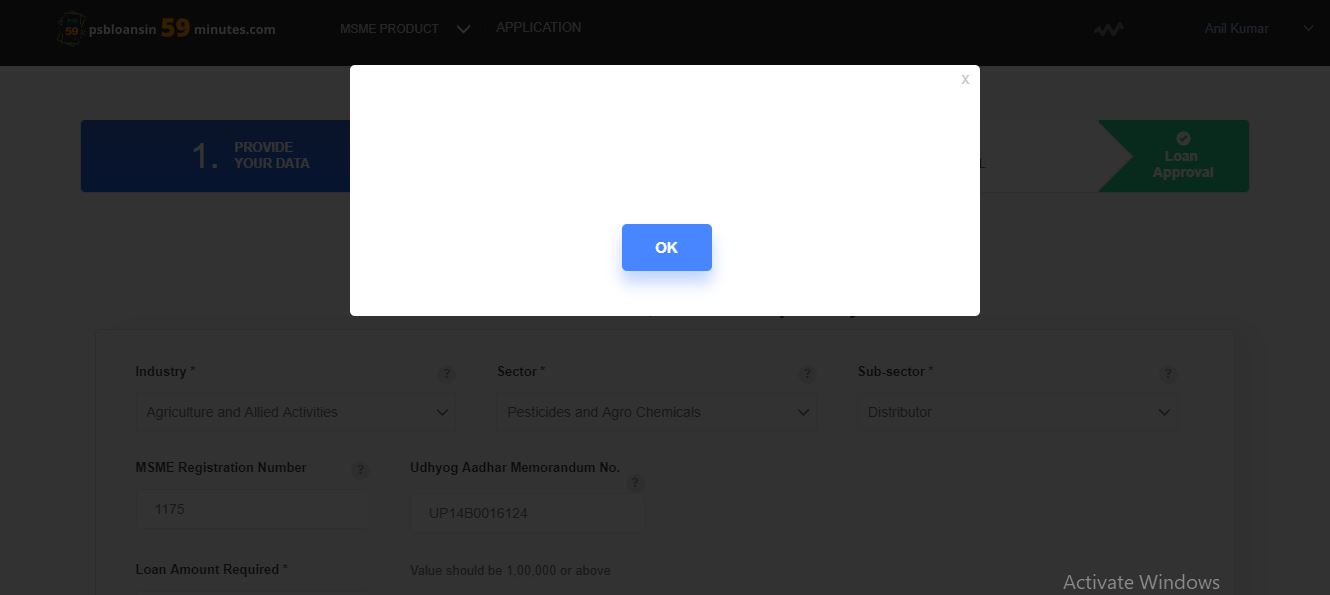 psbloansin 59 minutes.com
MSME PRODUCT
APPLICATION
Anil Kumar
x
1. PROVIDE
YOUR DATA
L
Loan
Approval
OK
Industry * ?
Sector * ?
Sub-sector * ?
Agriculture and Allied Activities
Pesticides and Agro Chemicals
Distributor
MSME Registration Number ?
Udhyog Aadhar Memorandum No. ?
1175
UP14B0016124
Loan Amount Required *
Value should be 1,00,000 or above
Activate Windows